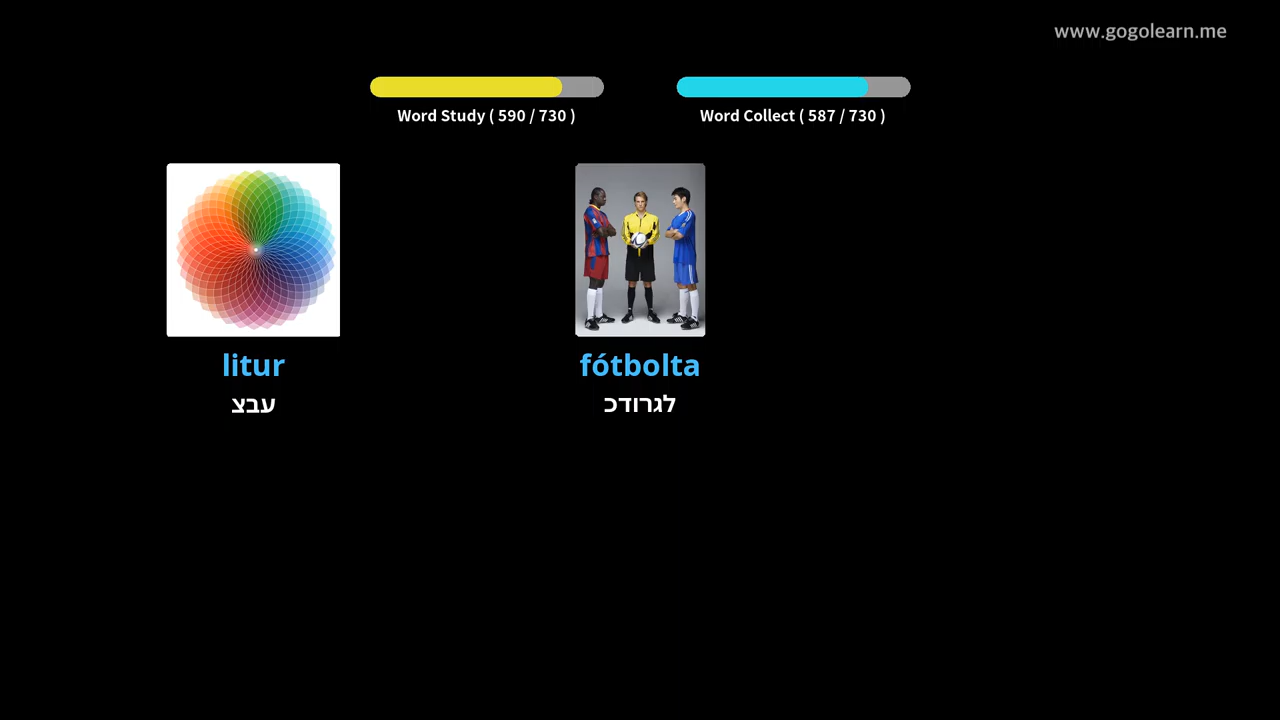 www.gogolearn.me
Word Study ( 590 / 730 )
Word Collect ( 587 / 730 )
litur
עבצ
fótbolta
לגרודכ